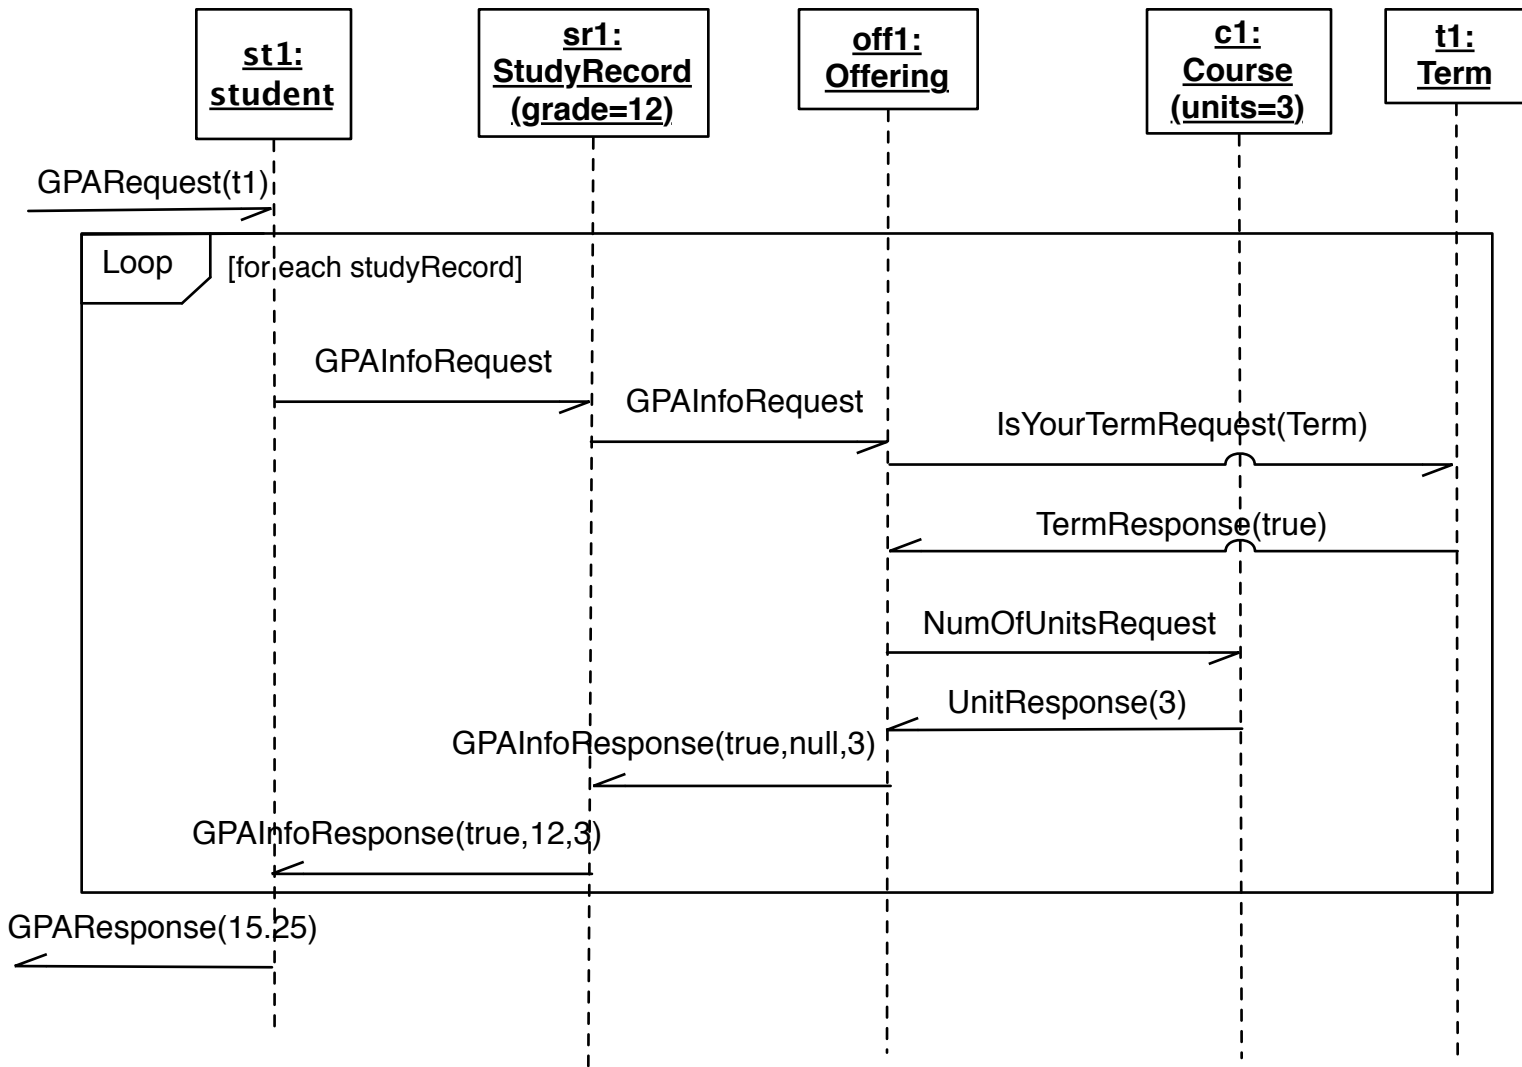 st1:
student
sr1:
StudyRecord
(grade=12)
off1:
Offering
c1:
Course
(units=3)
t1:
Term
GPARequest(t1)
Loop
[for each studyRecord]
GPAInfoRequest
GPAInfoRequest
IsYourTermRequest(Term)
TermResponse(true)
NumOfUnitsRequest
UnitResponse(3)
GPAInfoResponse(true,null,3)
GPAInfoResponse(true,12,3)
GPAResponse(15.25)